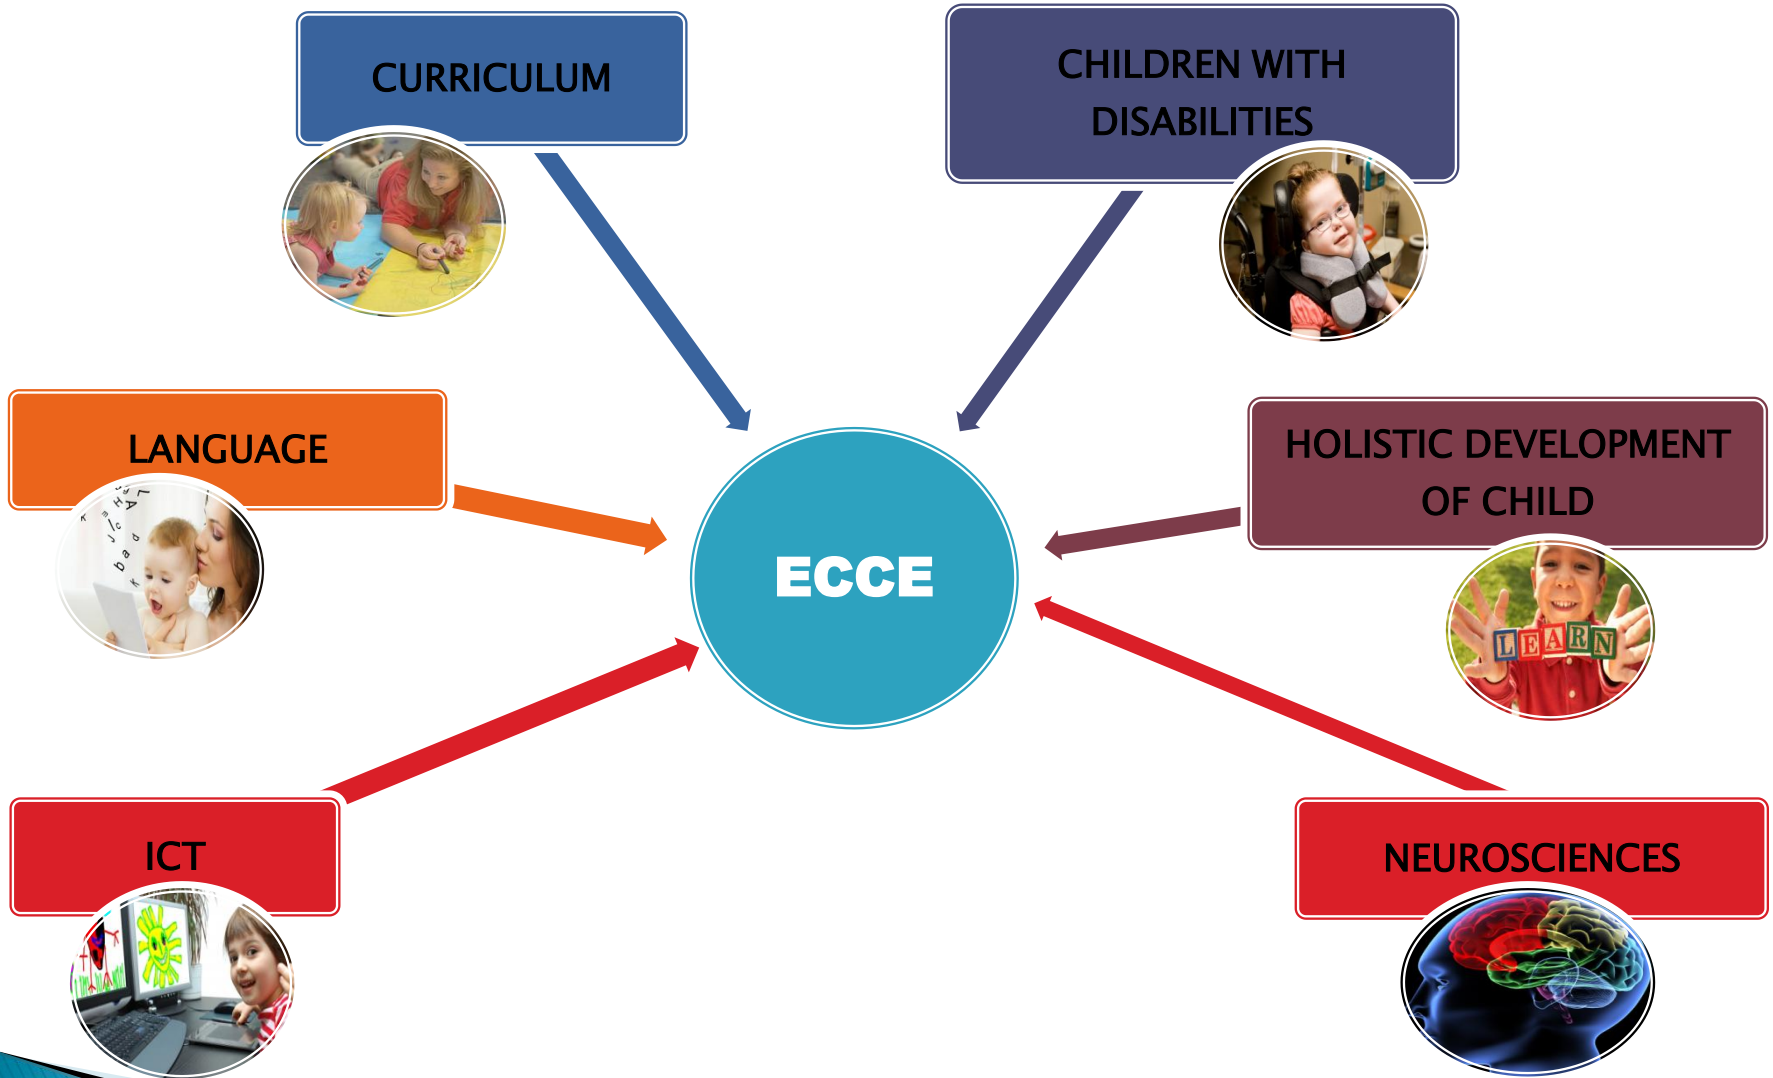 CURRICULUM
CHILDREN WITH
DISABILITIES
LANGUAGE
HOLISTIC DEVELOPMENT
OF CHILD
ECCE
LEARN
ICT
NEUROSCIENCES